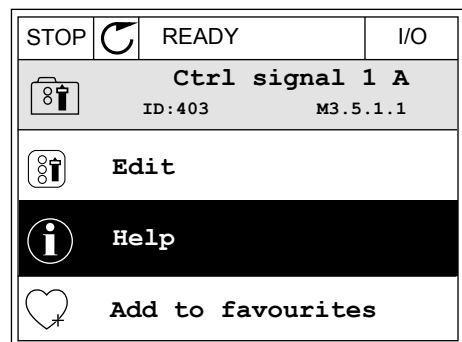 STOP READY I/O
Ctrl signal 1 A
ID:403 M3.5.1.1
Edit
Help
Add to favourites